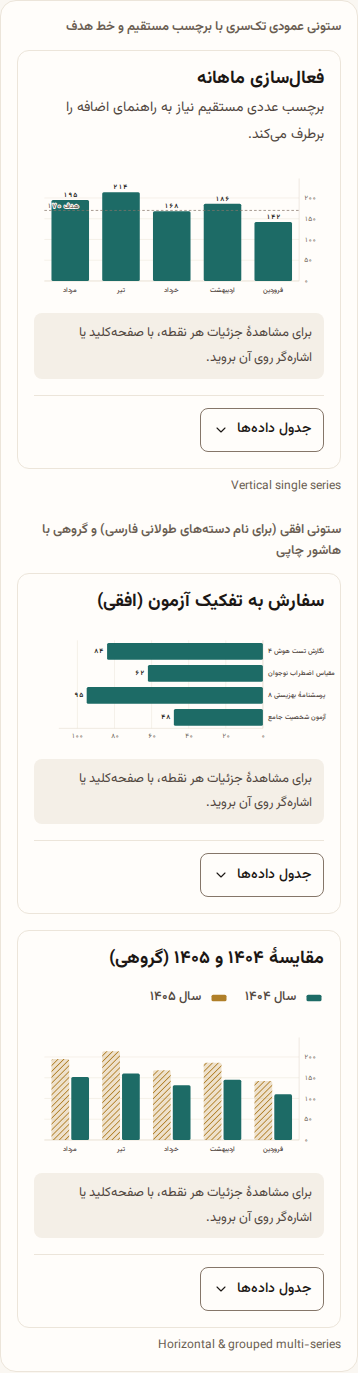 ستونی عمودی تک‌سری با برچسب مستقیم و خط هدف
فعال‌سازی ماهانه
برچسب عددی مستقیم نیاز به راهنمای اضافه را
برطرف می‌کند.
۲۰۰
۱۵۰
۱۰۰
۵۰
۰
هدف ۱۷۰
۱۴۲
۱۸۶
۱۶۸
۲۱۴
۱۹۵
فروردین
اردیبهشت
خرداد
تیر
مرداد
برای مشاهدهٔ جزئیات هر نقطه، با صفحه‌کلید یا
اشاره‌گر روی آن بروید.
جدول داده‌ها
Vertical single series
ستونی افقی (برای نام دسته‌های طولانی فارسی) و گروهی با
هاشور چاپی
سفارش به تفکیک آزمون (افقی)
نگارش تست هوش ۴
۸۴
مقیاس اضطراب نوجوان
۶۲
پرسشنامهٔ بهزیستی ۸
۹۵
آزمون شخصیت جامع
۴۸
۰
۲۰
۴۰
۶۰
۸۰
۱۰۰
برای مشاهدهٔ جزئیات هر نقطه، با صفحه‌کلید یا
اشاره‌گر روی آن بروید.
جدول داده‌ها
مقایسهٔ ۱۴۰۴ و ۱۴۰۵ (گروهی)
سال ۱۴۰۴
سال ۱۴۰۵
۲۰۰
۱۵۰
۱۰۰
۵۰
۰
فروردین
اردیبهشت
خرداد
تیر
مرداد
برای مشاهدهٔ جزئیات هر نقطه، با صفحه‌کلید یا
اشاره‌گر روی آن بروید.
جدول داده‌ها
Horizontal & grouped multi-series